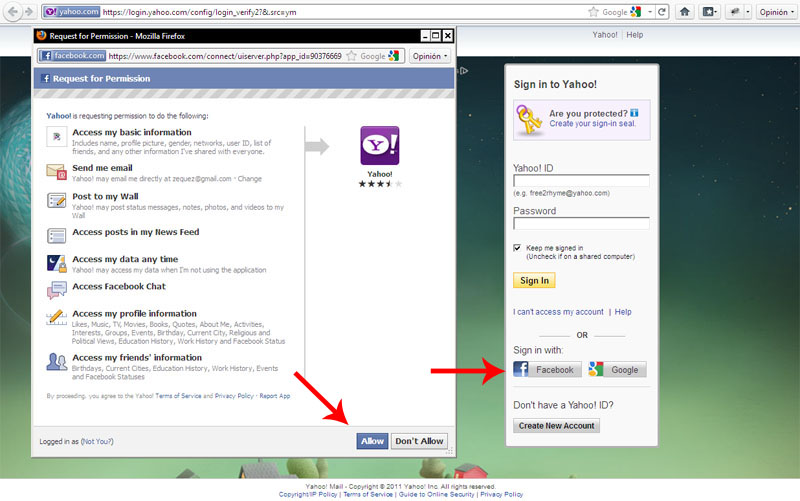 yahoo.com
https://login.yahoo.com/config/login_verify2?&src=ym
Google
Opinión
Yahoo!
Help
Request for Permission - Mozilla Firefox
facebook.com
https://www.facebook.com/connect/uiserver.php?app_id=90376669
Google
Opinión
Request for Permission
Yahoo! is requesting permission to do the following:
Access my basic information
Includes name, profile picture, gender, networks, user ID, list of
friends, and any other information I've shared with everyone.
Send me email
Yahoo! may email me directly at zequez@gmail.com · Change
Post to my Wall
Yahoo! may post status messages, notes, photos, and videos to my
Wall
Access posts in my News Feed
Access my data any time
Yahoo! may access my data when I'm not using the application
Access Facebook Chat
Access my profile information
Likes, Music, TV, Movies, Books, Quotes, About Me, Activities,
Interests, Groups, Events, Birthday, Current City, Religious and
Political Views, Education History, Work History and Facebook Status
Access my friends' information
Birthdays, Current Cities, Education History, Work History, Events
and Facebook Statuses
Yahoo!
By proceeding, you agree to the Yahoo! Terms of Service and Privacy Policy · Report App
Logged in as (Not You?)
Allow
Don't Allow
Sign in to Yahoo!
Are you protected?
Create your sign-in seal.
Yahoo! ID
(e.g. free2rhyme@yahoo.com)
Password
Keep me signed in
(Uncheck if on a shared computer)
Sign In
I can't access my account | Help
OR
Sign in with:
Facebook
Google
Don't have a Yahoo! ID?
Create New Account
Yahoo! Mail - Copyright © 2011 Yahoo! Inc. All rights reserved.
Copyright/IP Policy | Terms of Service | Guide to Online Security | Privacy Policy